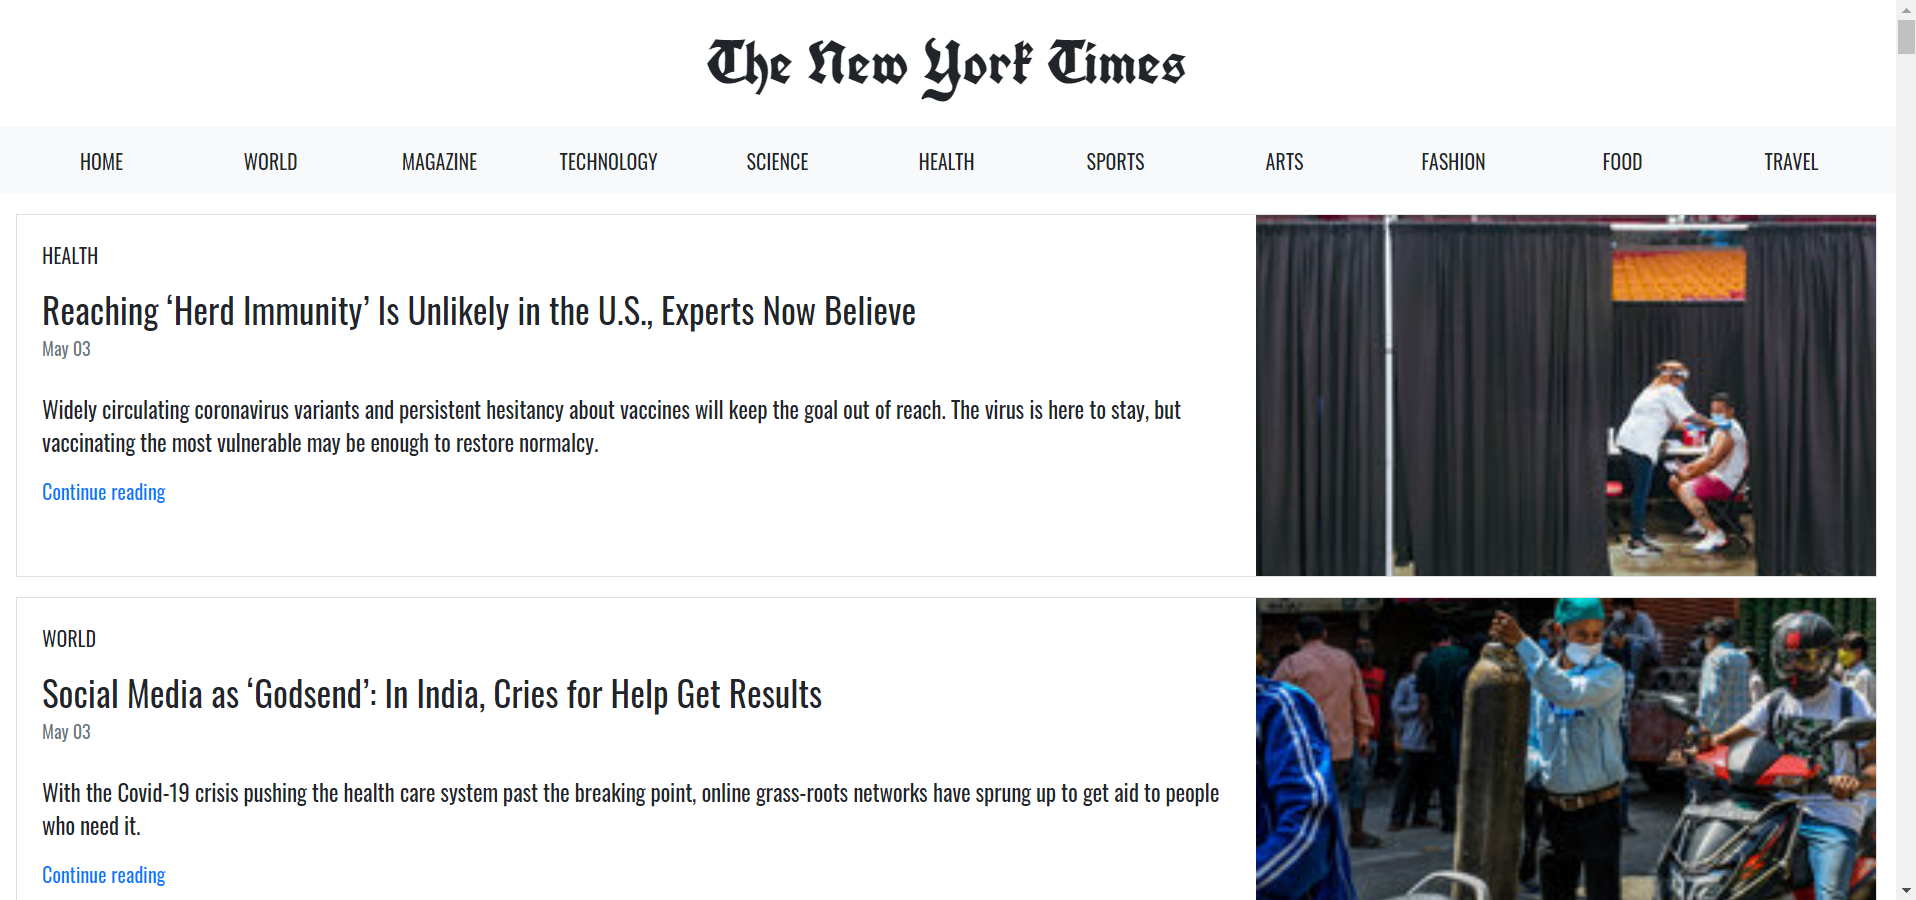 The New York Times
HOME WORLD MAGAZINE TECHNOLOGY SCIENCE HEALTH SPORTS ARTS FASHION FOOD TRAVEL
HEALTH
Reaching ‘Herd Immunity’ Is Unlikely in the U.S., Experts Now Believe
May 03
Widely circulating coronavirus variants and persistent hesitancy about vaccines will keep the goal out of reach. The virus is here to stay, but
vaccinating the most vulnerable may be enough to restore normalcy.
Continue reading
WORLD
Social Media as ‘Godsend’: In India, Cries for Help Get Results
May 03
With the Covid-19 crisis pushing the health care system past the breaking point, online grass-roots networks have sprung up to get aid to people
who need it.
Continue reading